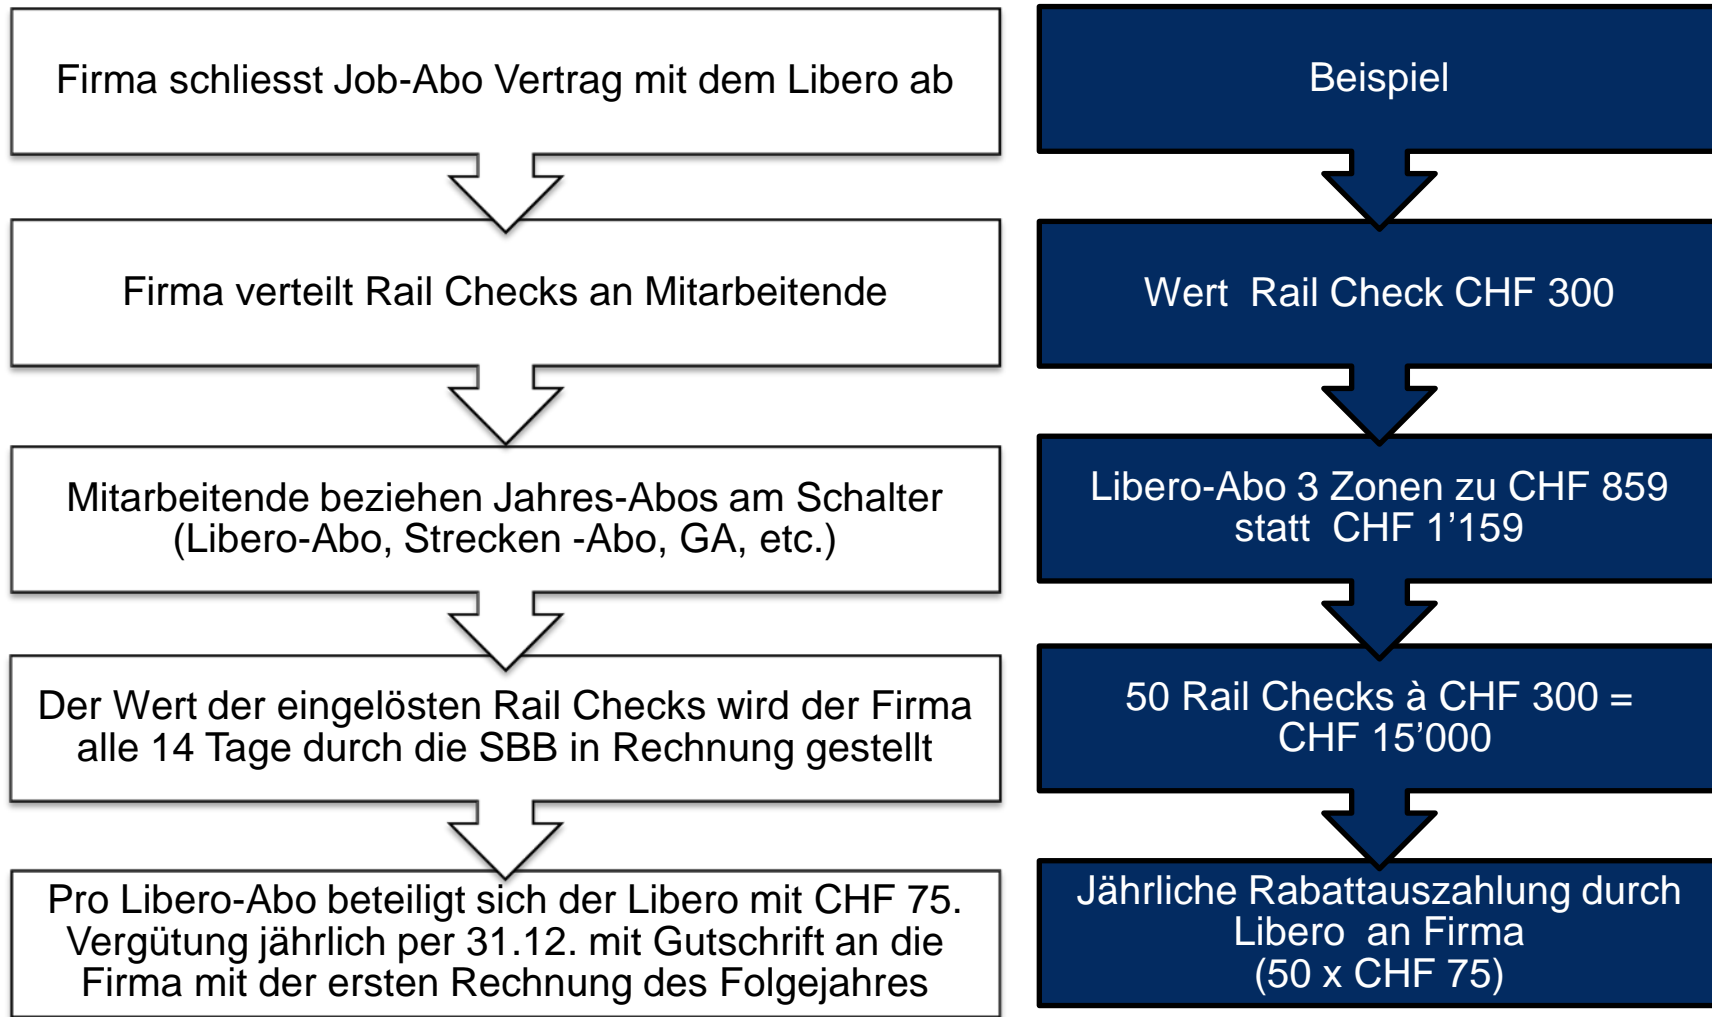 Firma schliesst Job-Abo Vertrag mit dem Libero ab
Beispiel
Firma verteilt Rail Checks an Mitarbeitende
Wert  Rail Check CHF 300
Mitarbeitende beziehen Jahres-Abos am Schalter
(Libero-Abo, Strecken -Abo, GA, etc.)
Libero-Abo 3 Zonen zu CHF 859
statt  CHF 1’159
Der Wert der eingelösten Rail Checks wird der Firma
alle 14 Tage durch die SBB in Rechnung gestellt
50 Rail Checks à CHF 300 =
CHF 15’000
Pro Libero-Abo beteiligt sich der Libero mit CHF 75.
Vergütung jährlich per 31.12. mit Gutschrift an die
Firma mit der ersten Rechnung des Folgejahres
Jährliche Rabattauszahlung durch
Libero  an Firma
(50 x CHF 75)